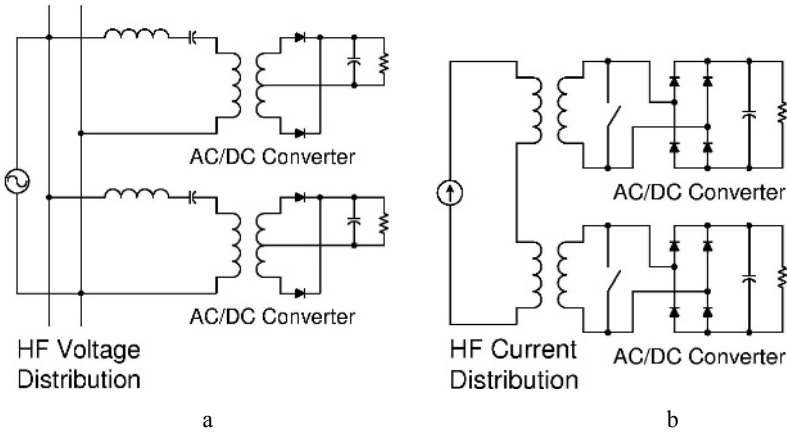 AC/DC Converter
AC/DC Converter
HF Voltage
Distribution
a
AC/DC Converter
AC/DC Converter
HF Current
Distribution
b